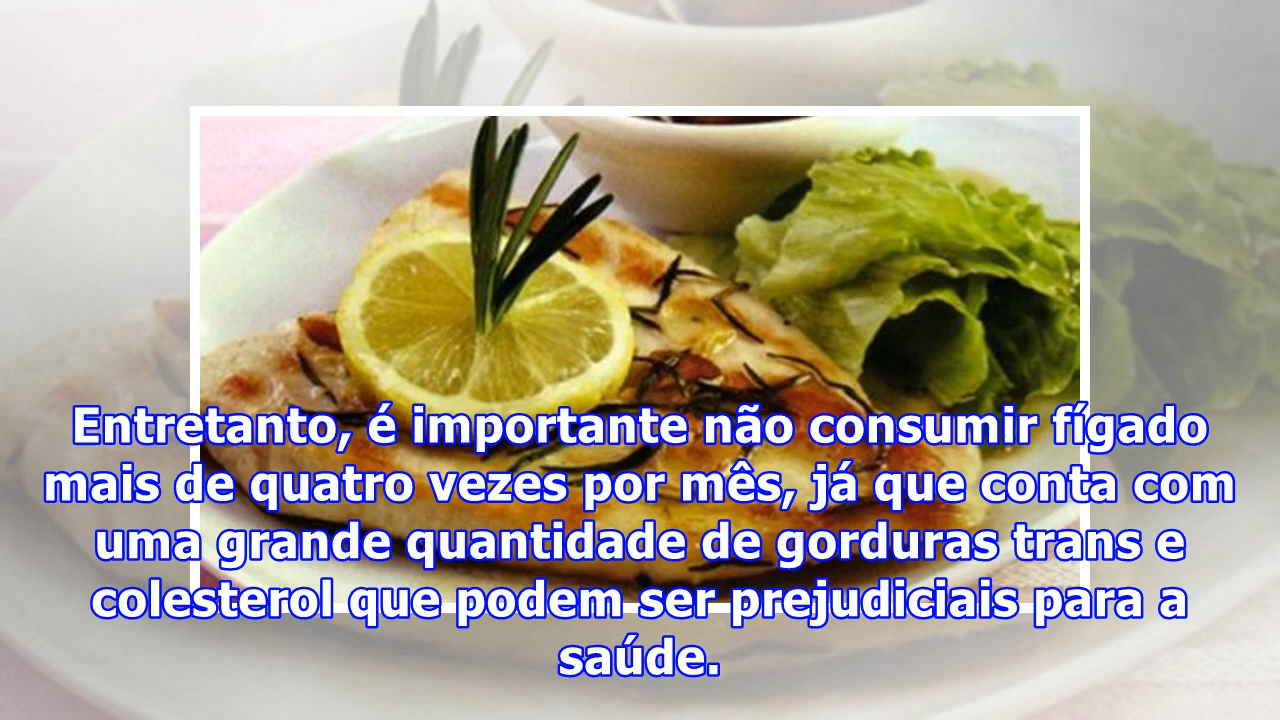 Entretanto, é importante não consumir fígado
mais de quatro vezes por mês, já que conta com
uma grande quantidade de gorduras trans e
colesterol que podem ser prejudiciais para a
saúde.